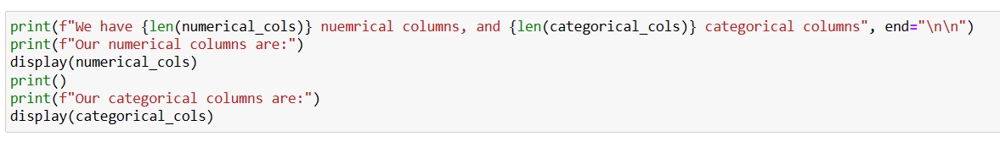 print(f"We have {len(numerical_cols)} nuemrical columns, and {len(categorical_cols)} categorical columns", end="\n\n")
print(f"Our numerical columns are:")
display(numerical_cols)
print()
print(f"Our categorical columns are:")
display(categorical_cols)